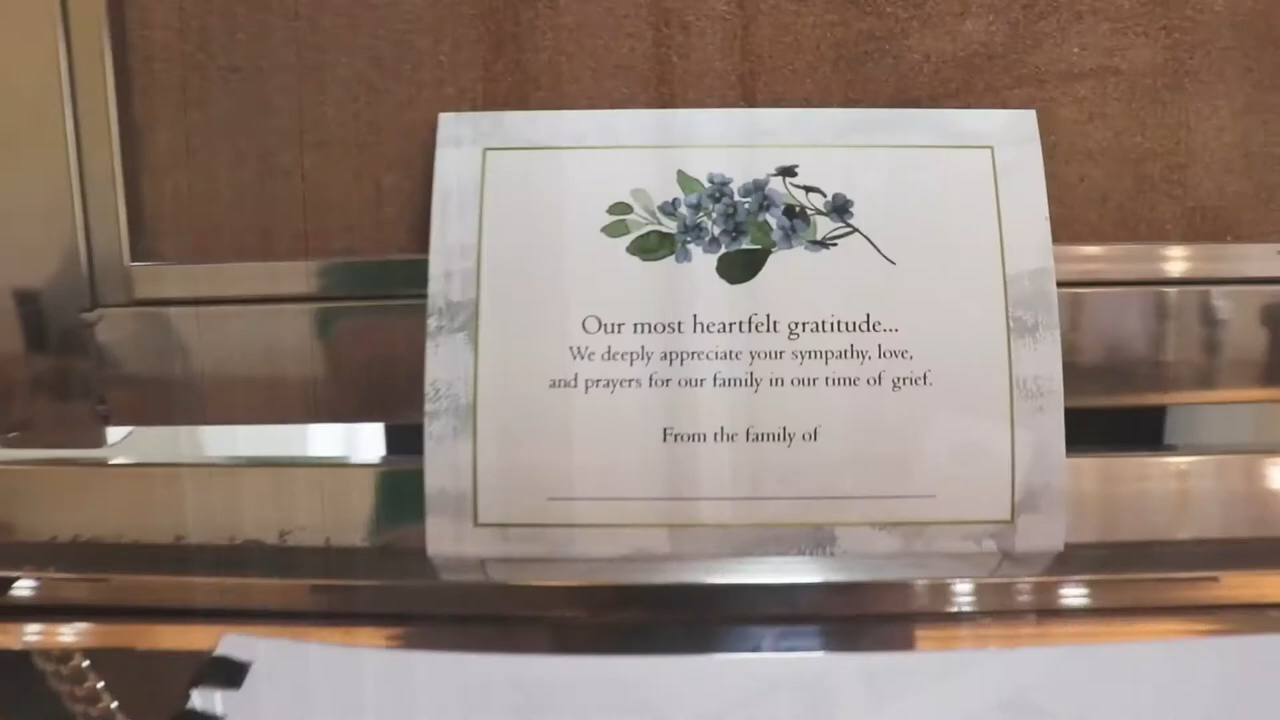 Our most heartfelt gratitude...
We deeply appreciate your sympathy, love,
and prayers for our family in our time of grief.
From the family of